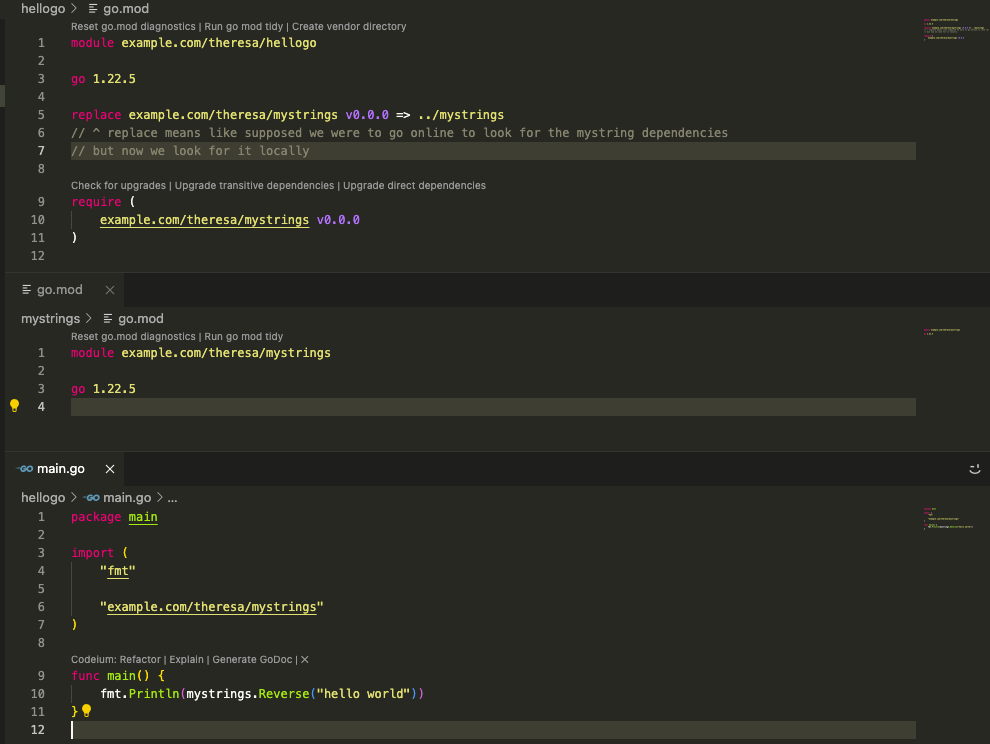 hellogo > go.mod
Reset go.mod diagnostics | Run go mod tidy | Create vendor directory
1 module example.com/theresa/hellogo
2
3 go 1.22.5
4
5 replace example.com/theresa/mystrings v0.0.0 => ../mystrings
6 // ^ replace means like supposed we were to go online to look for the mystring dependencies
7 // but now we look for it locally
8
Check for upgrades | Upgrade transitive dependencies | Upgrade direct dependencies
9 require (
10 example.com/theresa/mystrings v0.0.0
11 )
12
go.mod
mystrings > go.mod
Reset go.mod diagnostics | Run go mod tidy
1 module example.com/theresa/mystrings
2
3 go 1.22.5
4
GO main.go
hellogo > GO main.go > ...
1 package main
2
3 import (
4 "fmt"
5
6 "example.com/theresa/mystrings"
7 )
8
Codeium: Refactor | Explain | Generate GoDoc | ×
9 func main() {
10 fmt.Println(mystrings.Reverse("hello world"))
11 }
12